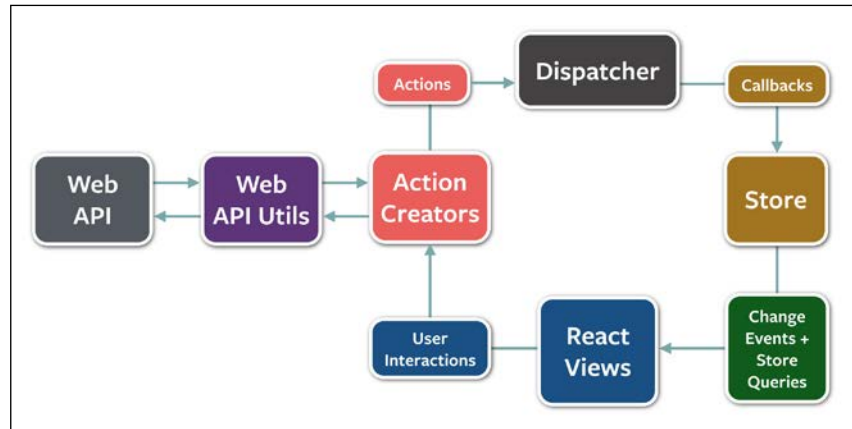 Actions
Dispatcher
Callbacks
Web
API
Web
API Utils
Action
Creators
Store
User
Interactions
React
Views
Change
Events +
Store
Queries